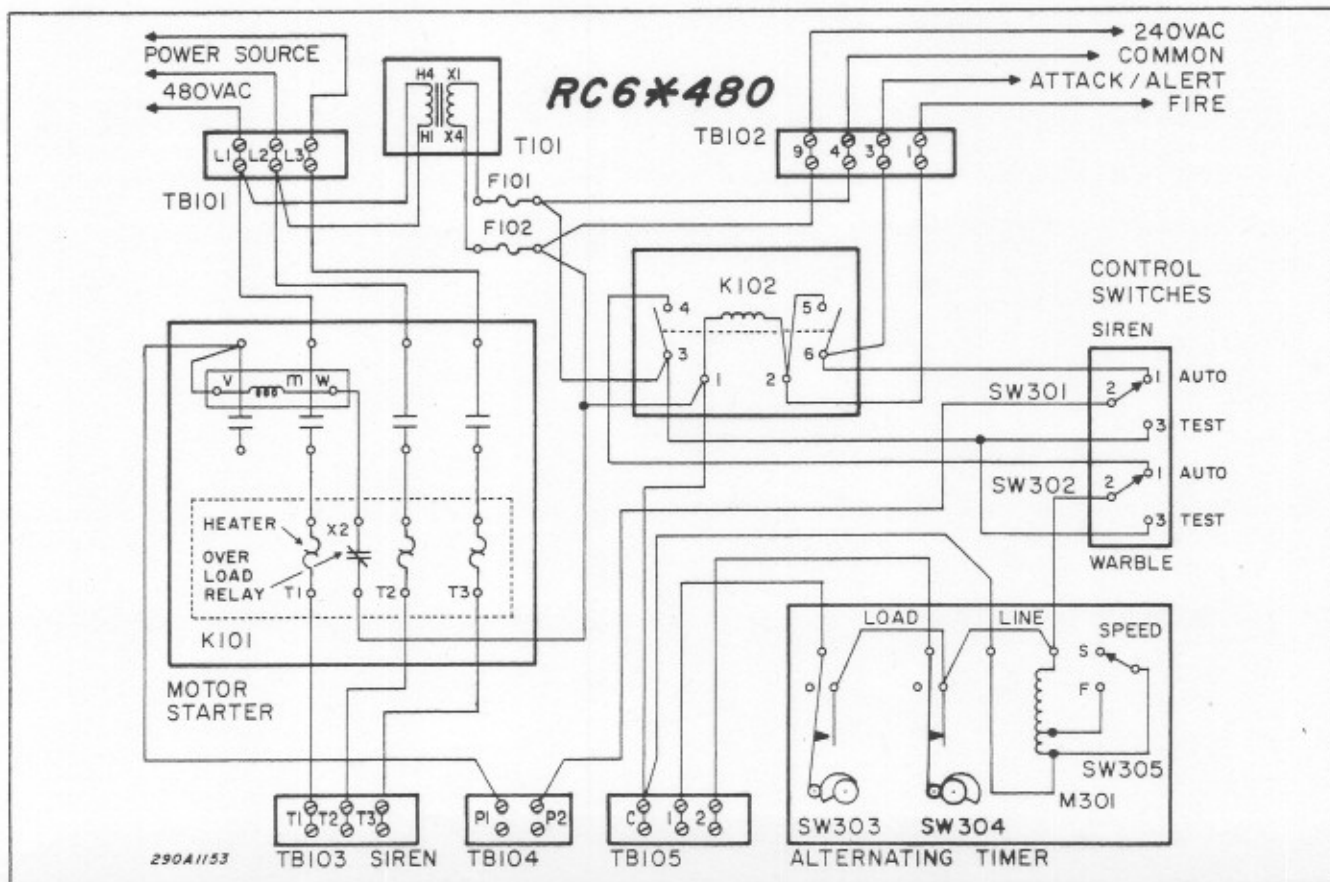 POWER SOURCE
480VAC
L1 L2 L3
TB101
H4 X1
H1 X4
T101
RC6*480
F101
F102
240VAC
COMMON
ATTACK/ALERT
FIRE
TB102
9 4 3 1
K102
4
3
1
2
5
6
CONTROL
SWITCHES
SIREN
SW301
2
1 AUTO
3 TEST
SW302
2
1 AUTO
3 TEST
WARBLE
V M W
HEATER
X2
OVER
LOAD
RELAY
T1
T2
T3
K101
MOTOR
STARTER
LOAD
LINE
SPEED
S
F
SW305
M301
SW303
SW304
ALTERNATING TIMER
T1 T2 T3
TB103 SIREN
P1 P2
TB104
C 1 2
TB105
290A1153